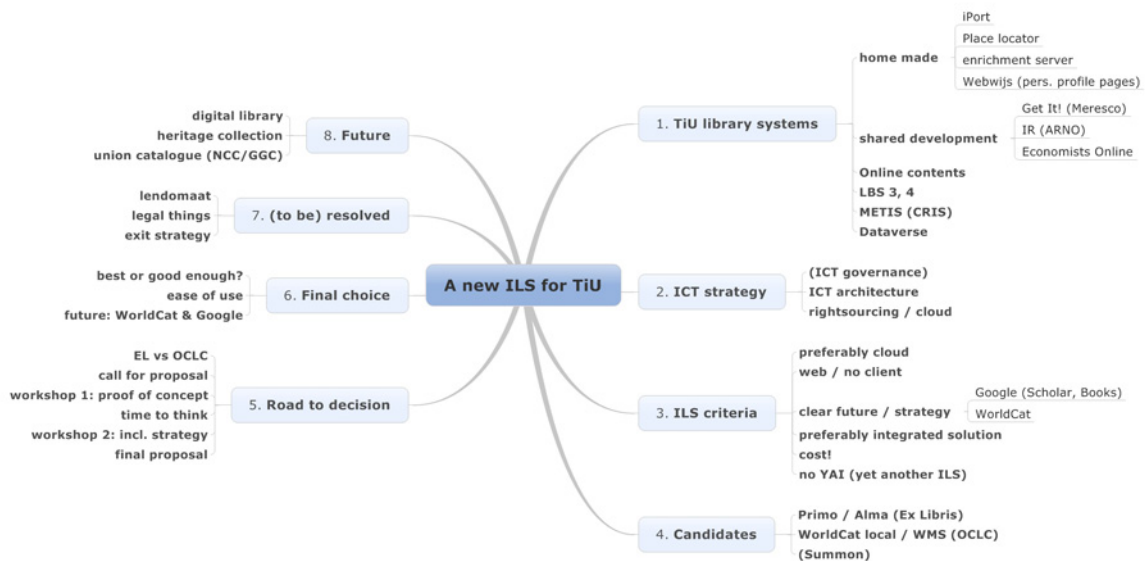 A new ILS for TiU
1. TiU library systems
home made
iPort
Place locator
enrichment server
Webwijs (pers. profile pages)
shared development
Get It! (Meresco)
IR (ARNO)
Economists Online
Online contents
LBS 3, 4
METIS (CRIS)
Dataverse
2. ICT strategy
(ICT governance)
ICT architecture
rightsourcing / cloud
3. ILS criteria
preferably cloud
web / no client
clear future / strategy
Google (Scholar, Books)
WorldCat
preferably integrated solution
cost!
no YAI (yet another ILS)
4. Candidates
Primo / Alma (Ex Libris)
WorldCat local / WMS (OCLC)
(Summon)
5. Road to decision
EL vs OCLC
call for proposal
workshop 1: proof of concept
time to think
workshop 2: incl. strategy
final proposal
6. Final choice
best or good enough?
ease of use
future: WorldCat & Google
7. (to be) resolved
lendomaat
legal things
exit strategy
8. Future
digital library
heritage collection
union catalogue (NCC/GGC)